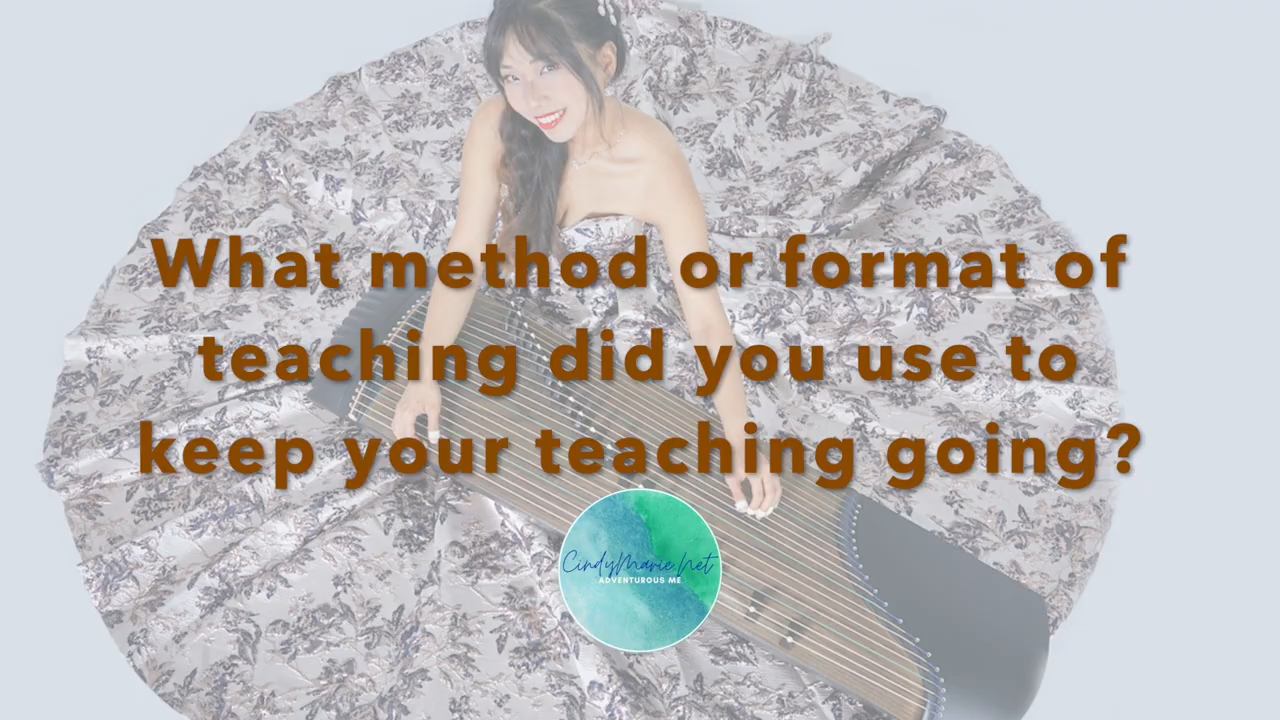 What method or format of
teaching did you use to
keep your teaching going?
CindyMarie.Net
ADVENTUROUS ME